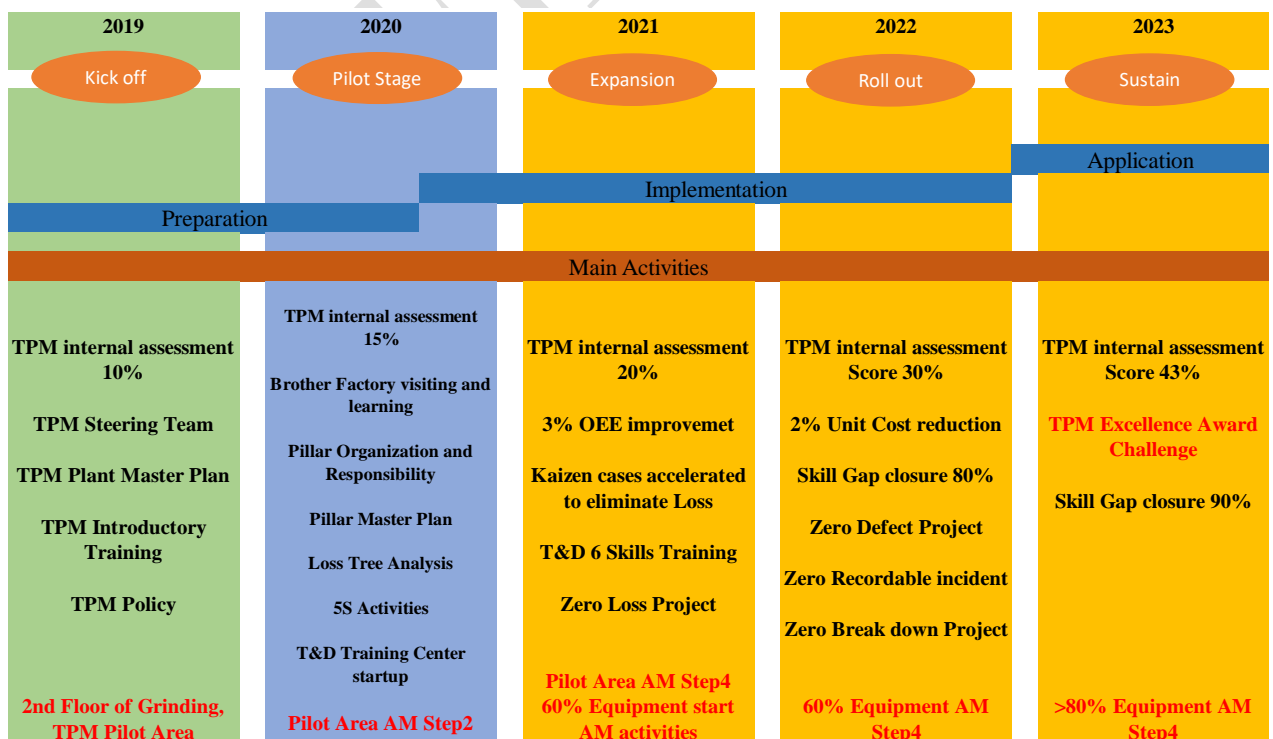 2019
2020
2021
2022
2023
Kick off
Pilot Stage
Expansion
Roll out
Sustain
Application
Implementation
Preparation
Main Activities
TPM internal assessment
10%
TPM Steering Team
TPM Plant Master Plan
TPM Introductory
Training
TPM Policy
2nd Floor of Grinding,
TPM Pilot Area
TPM internal assessment
15%
Brother Factory visiting and
learning
Pillar Organization and
Responsibility
Pillar Master Plan
Loss Tree Analysis
5S Activities
T&D Training Center
startup
Pilot Area AM Step2
TPM internal assessment
20%
3% OEE improvemet
Kaizen cases accelerated
to eliminate Loss
T&D 6 Skills Training
Zero Loss Project
Pilot Area AM Step4
60% Equipment start
AM activities
TPM internal assessment
Score 30%
2% Unit Cost reduction
Skill Gap closure 80%
Zero Defect Project
Zero Recordable incident
Zero Break down Project
60% Equipment AM
Step4
TPM internal assessment
Score 43%
TPM Excellence Award
Challenge
Skill Gap closure 90%
>80% Equipment AM
Step4